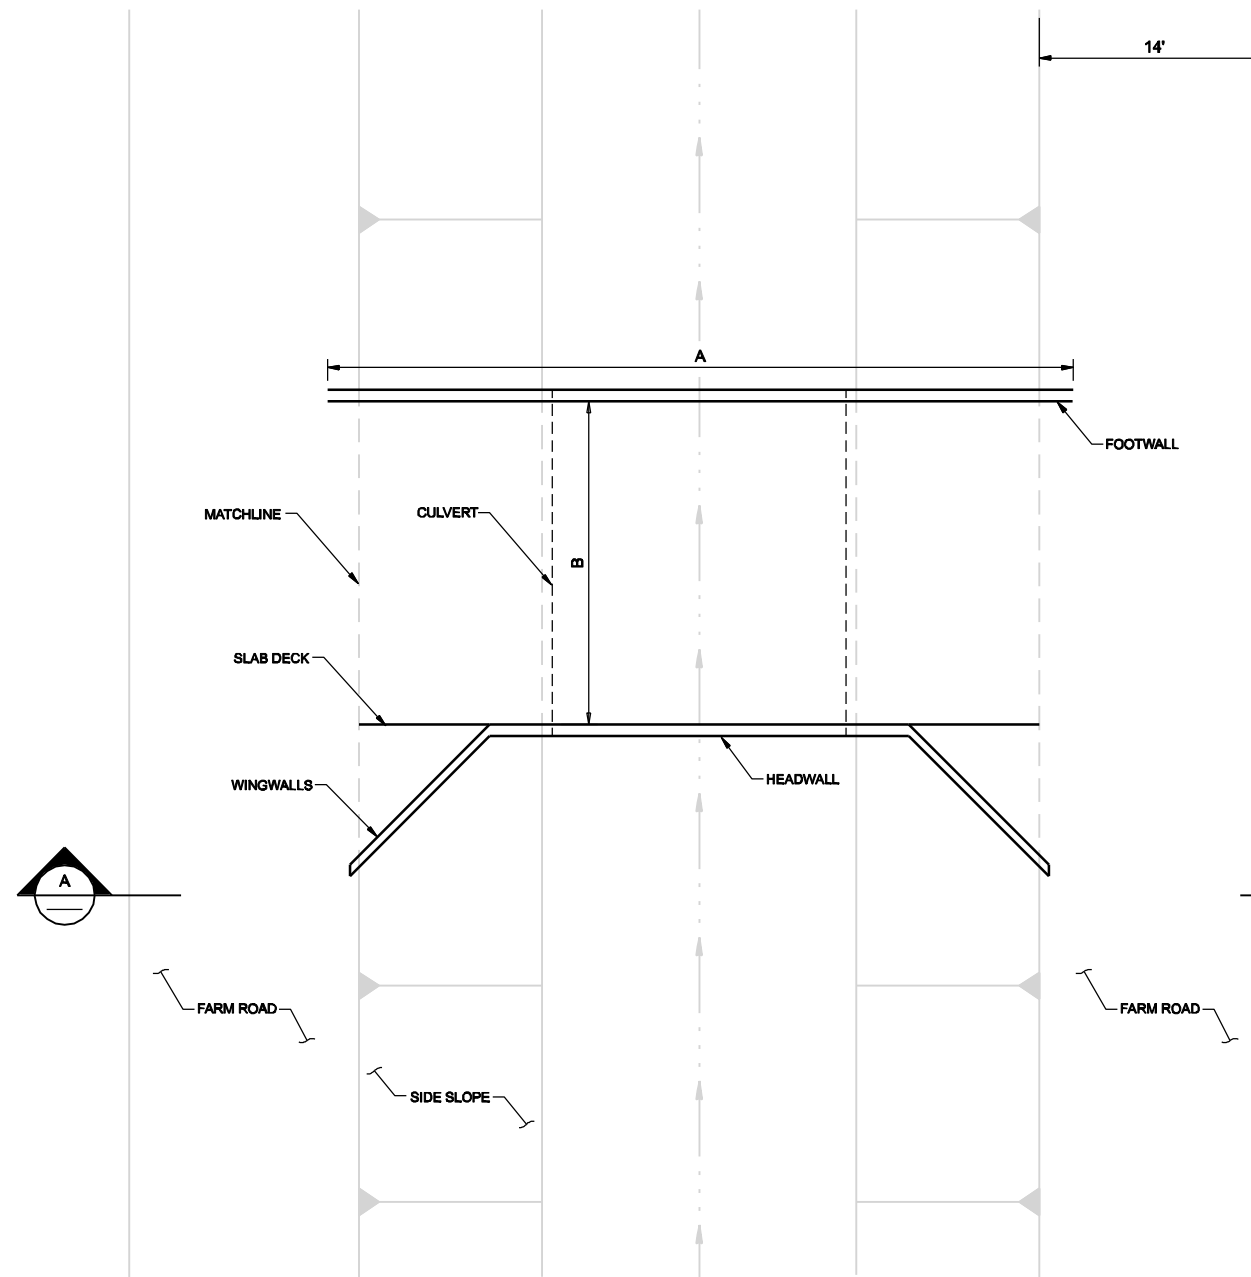 14'
A
FOOTWALL
MATCHLINE
CULVERT
B
SLAB DECK
HEADWALL
WINGWALLS
A
FARM ROAD
FARM ROAD
SIDE SLOPE